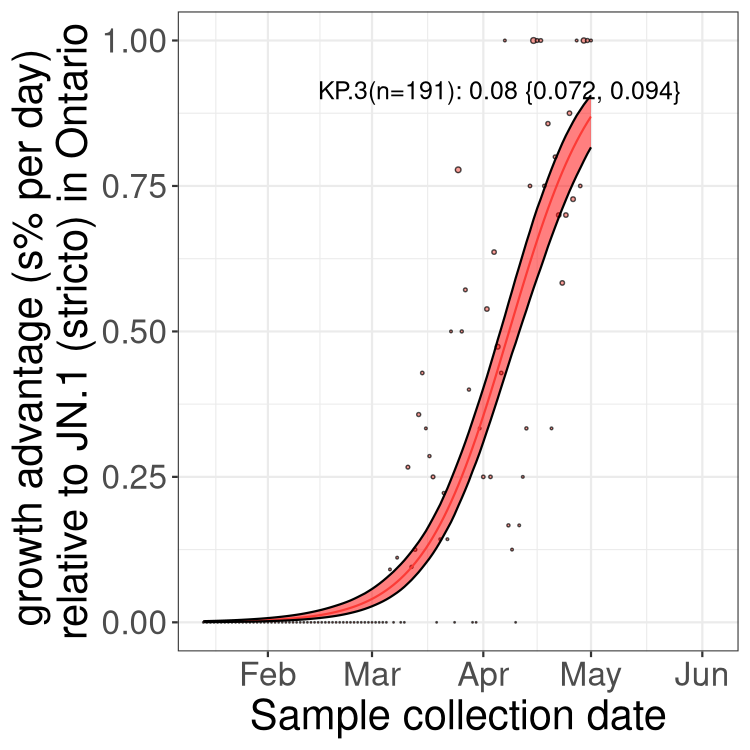 growth advantage (s% per day)
relative to JN.1 (stricto) in Ontario
1.00
0.75
0.50
0.25
0.00
KP.3(n=191): 0.08 {0.072, 0.094}
Feb Mar Apr May Jun
Sample collection date